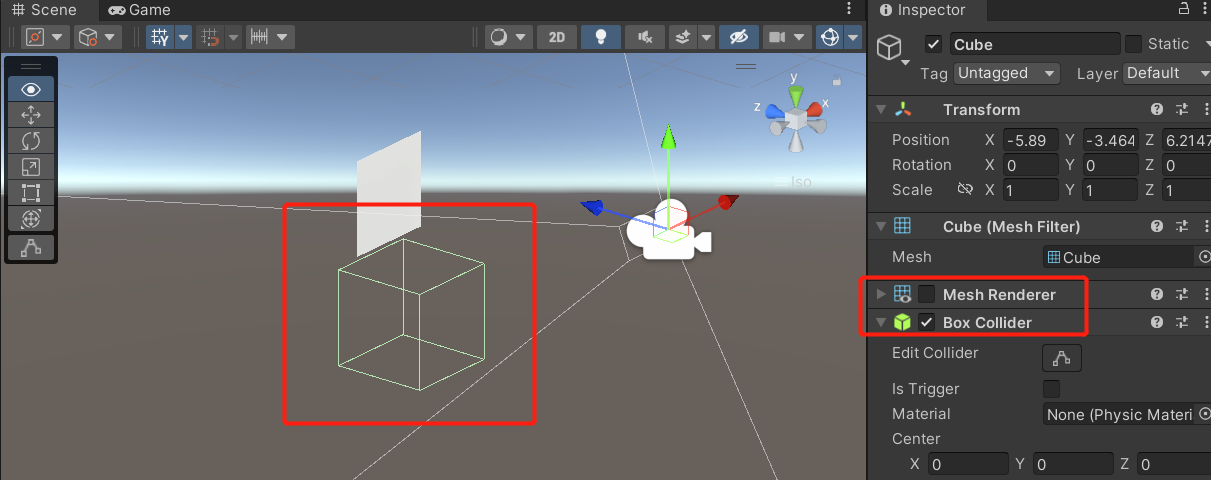 Scene
Game
2D
y
z
x
Iso
Inspector
Cube
Static
Tag Untagged Layer Default
Transform
Position X -5.89 Y -3.464 Z 6.2147
Rotation X 0 Y 0 Z 0
Scale X 1 Y 1 Z 1
Cube (Mesh Filter)
Mesh Cube
Mesh Renderer
Box Collider
Edit Collider
Is Trigger
Material None (Physic Materi
Center
X 0 Y 0 Z 0